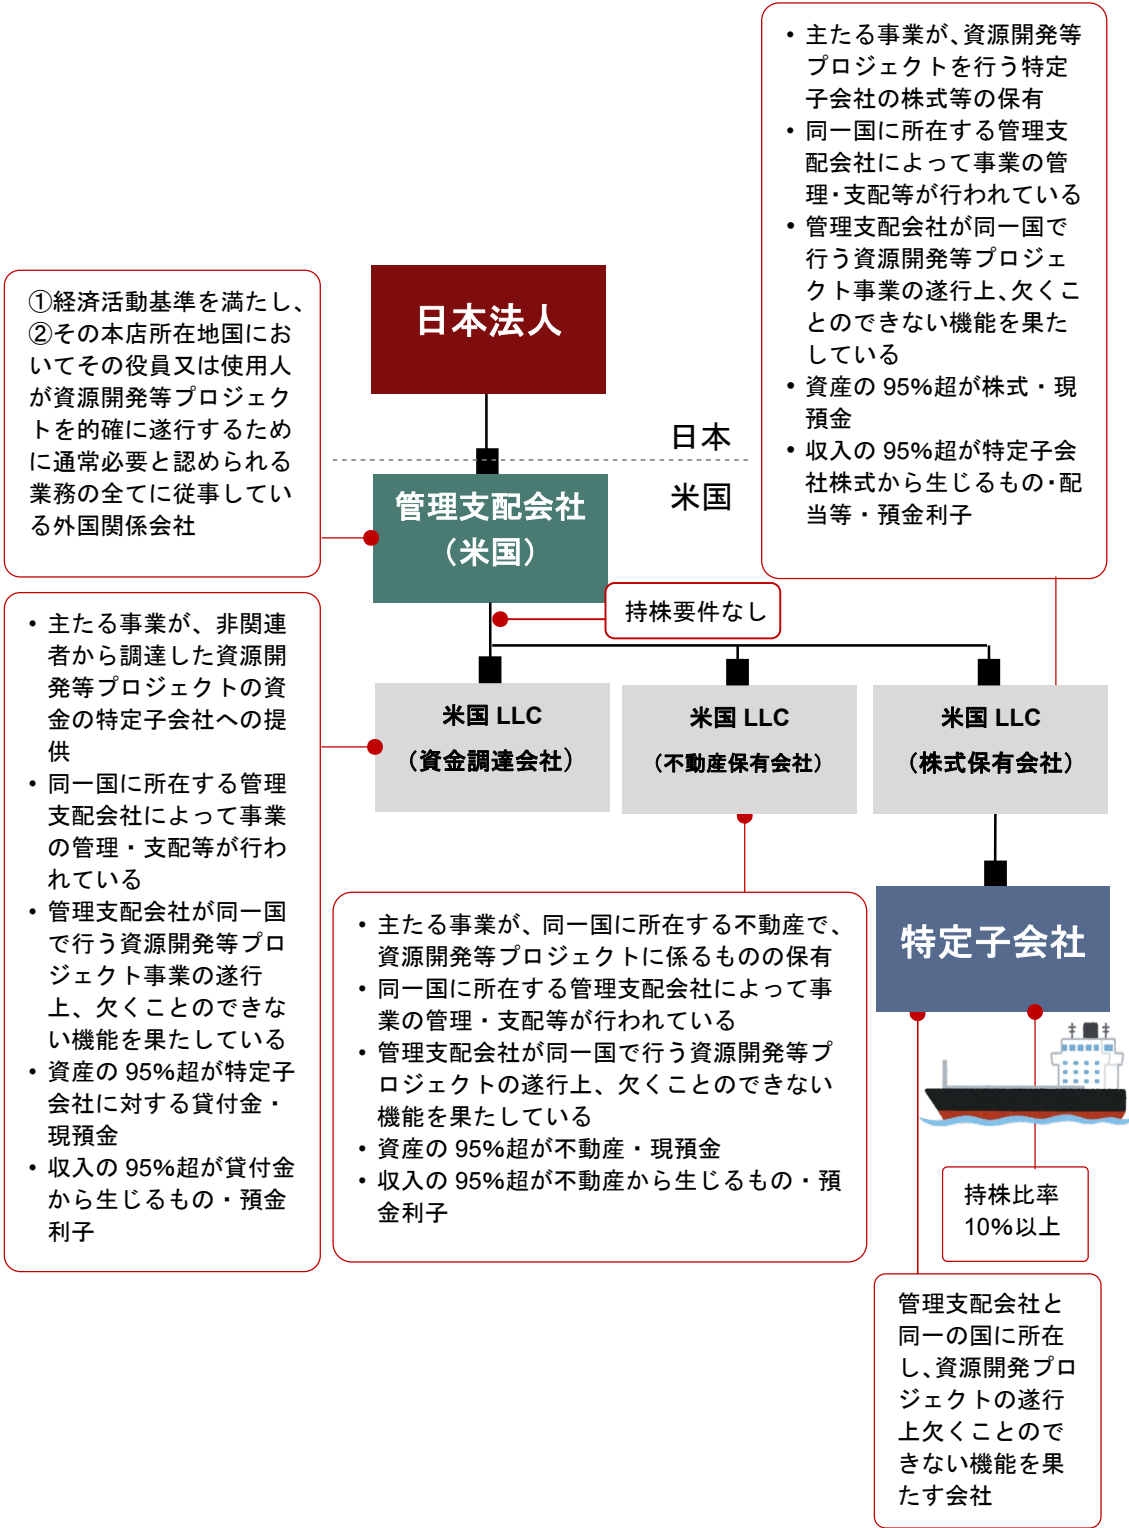 • 主たる事業が、資源開発等
プロジェクトを行う特定
子会社の株式等の保有
• 同一国に所在する管理支
配会社によって事業の管
理・支配等が行われている
• 管理支配会社が同一国で
行う資源開発等プロジェ
クト事業の遂行上、欠くこ
とのできない機能を果た
している
• 資産の 95%超が株式・現
預金
• 収入の 95%超が特定子会
社株式から生じるもの・配
当等・預金利子
①経済活動基準を満たし、
②その本店所在地国にお
いてその役員又は使用人
が資源開発等プロジェク
トを的確に遂行するため
に通常必要と認められる
業務の全てに従事してい
る外国関係会社
日本法人
日本
米国
管理支配会社
（米国）
持株要件なし
• 主たる事業が、非関連
者から調達した資源開
発等プロジェクトの資
金の特定子会社への提
供
• 同一国に所在する管理
支配会社によって事業
の管理・支配等が行わ
れている
• 管理支配会社が同一国
で行う資源開発等プロ
ジェクト事業の遂行
上、欠くことのできな
い機能を果たしている
• 資産の 95%超が特定子
会社に対する貸付金・
現預金
• 収入の 95%超が貸付金
から生じるもの・預金
利子
米国 LLC
（資金調達会社）
米国 LLC
（不動産保有会社）
米国 LLC
（株式保有会社）
• 主たる事業が、同一国に所在する不動産で、
資源開発等プロジェクトに係るものの保有
• 同一国に所在する管理支配会社によって事
業の管理・支配等が行われている
• 管理支配会社が同一国で行う資源開発等プ
ロジェクトの遂行上、欠くことのできない
機能を果たしている
• 資産の 95%超が不動産・現預金
• 収入の 95%超が不動産から生じるもの・預
金利子
特定子会社
持株比率
10%以上
管理支配会社と
同一の国に所在
し、資源開発プロ
ジェクトの遂行
上欠くことので
きない機能を果
たす会社